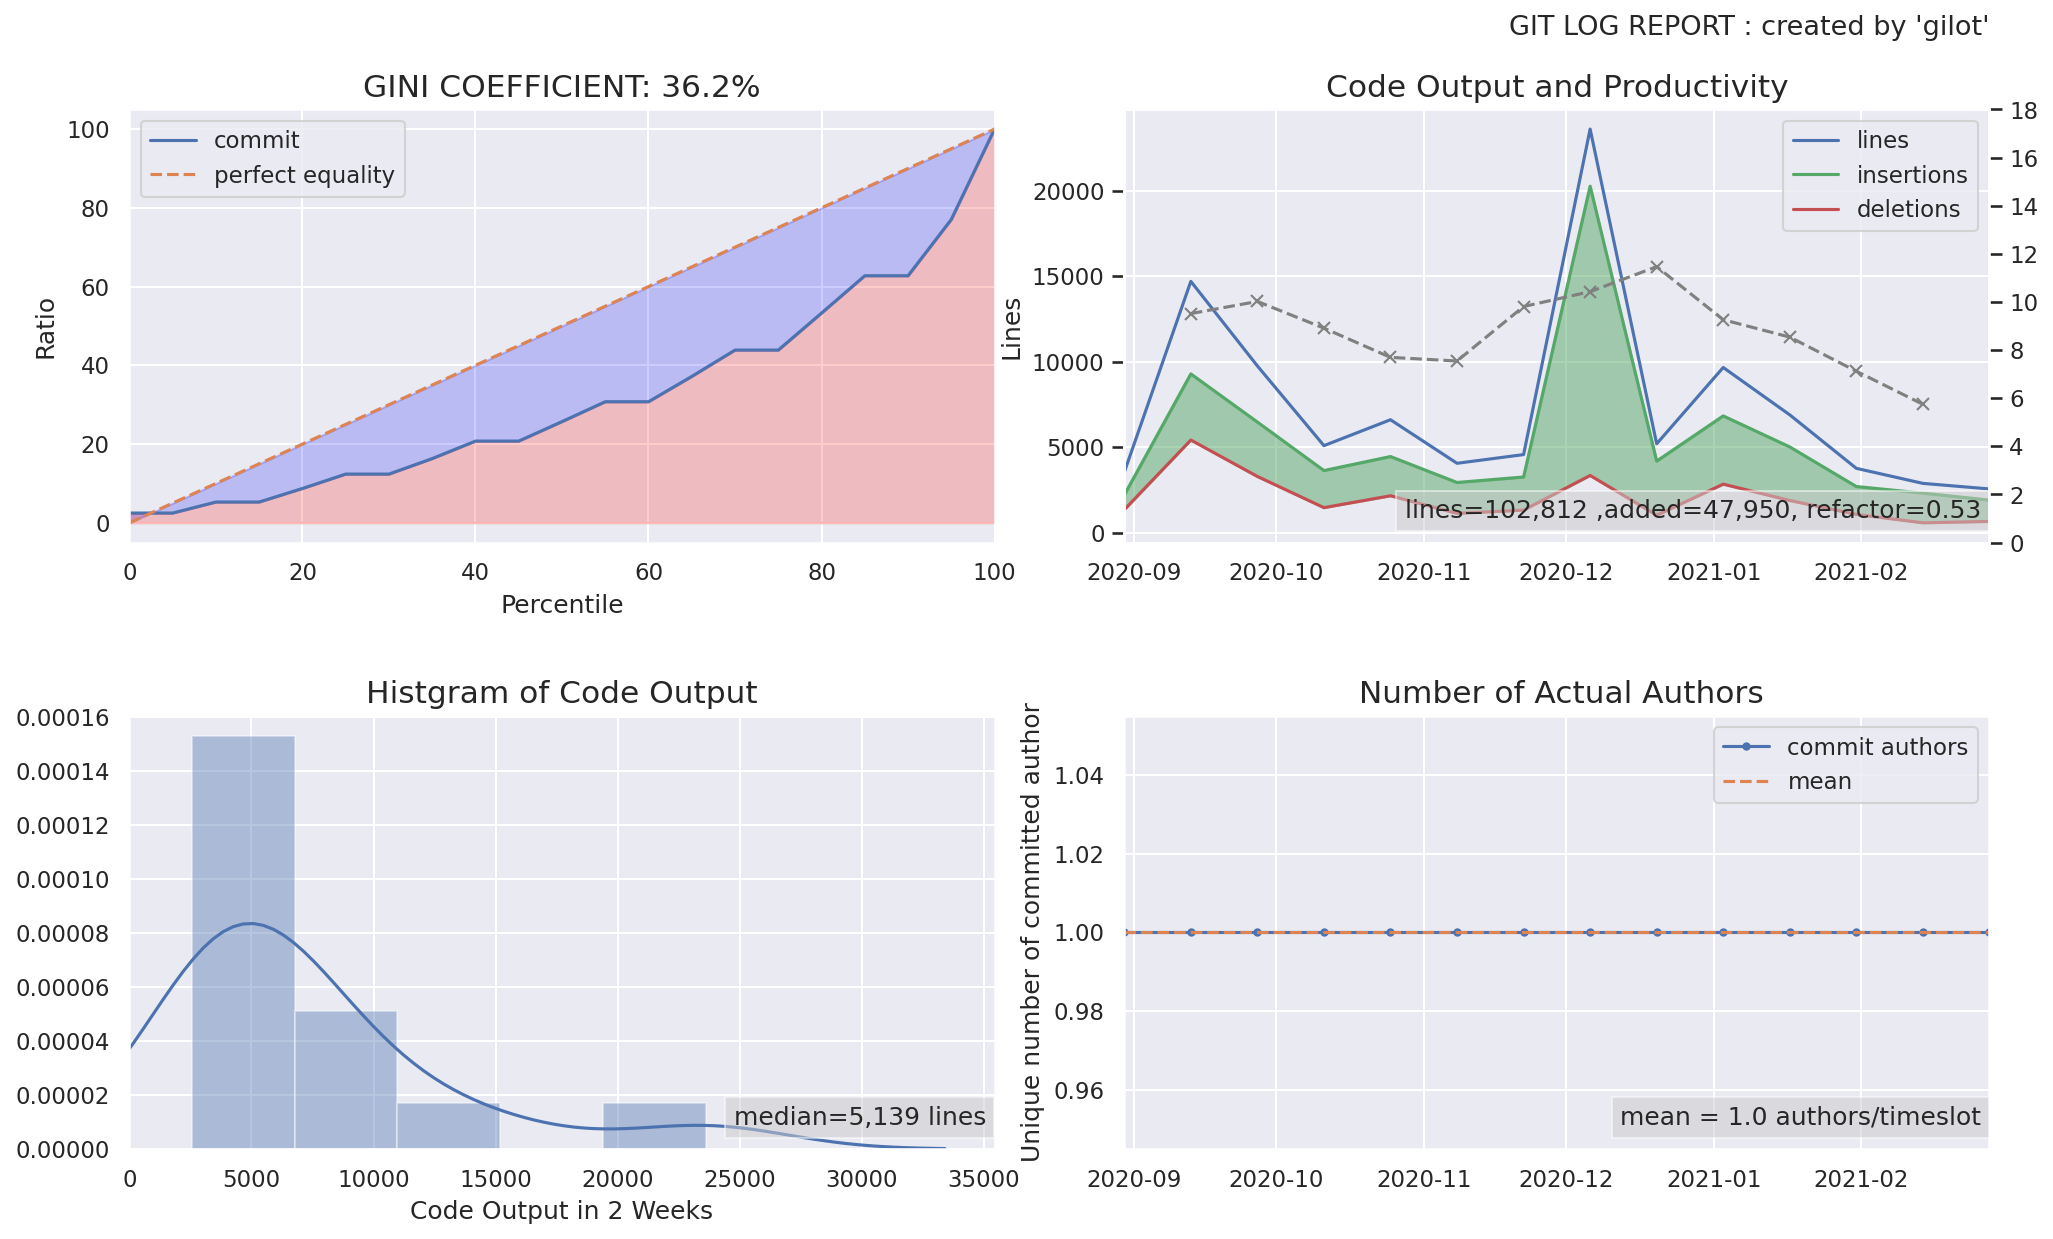 GIT LOG REPORT : created by 'gilot'
GINI COEFFICIENT: 36.2%
commit
perfect equality
Ratio
100
80
60
40
20
0
0 20 40 60 80 100
Percentile
Code Output and Productivity
lines
insertions
deletions
Lines
20000
15000
10000
5000
0
18
16
14
12
10
8
6
4
2
0
lines=102,812 ,added=47,950, refactor=0.53
2020-09 2020-10 2020-11 2020-12 2021-01 2021-02
Histgram of Code Output
0.00016
0.00014
0.00012
0.00010
0.00008
0.00006
0.00004
0.00002
0.00000
median=5,139 lines
0 5000 10000 15000 20000 25000 30000 35000
Code Output in 2 Weeks
Number of Actual Authors
commit authors
mean
Unique number of committed author
1.04
1.02
1.00
0.98
0.96
mean = 1.0 authors/timeslot
2020-09 2020-10 2020-11 2020-12 2021-01 2021-02